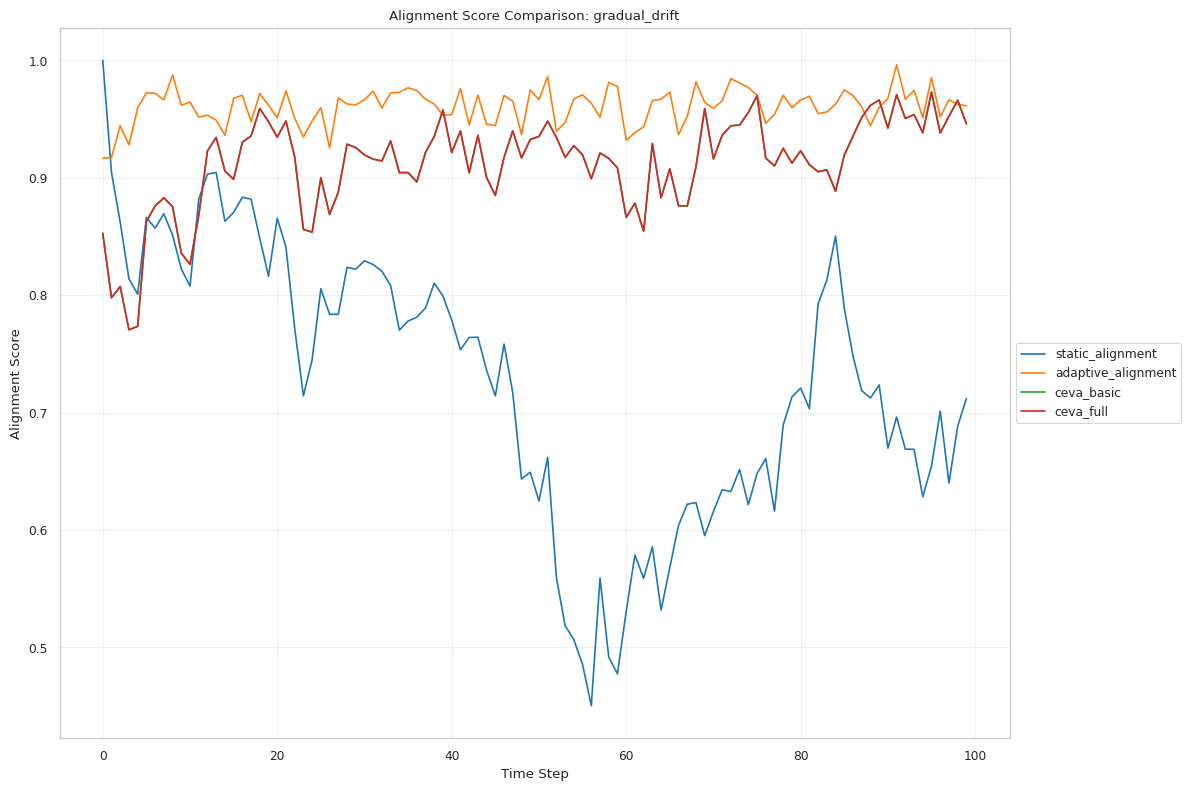 Alignment Score Comparison: gradual_drift
1.0
0.9
0.8
0.7
0.6
0.5
Alignment Score
0 20 40 60 80 100
Time Step
static_alignment
adaptive_alignment
ceva_basic
ceva_full